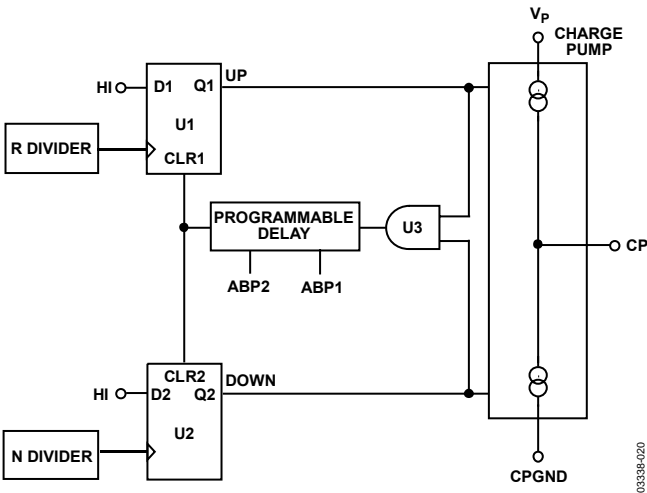 VP
CHARGE
PUMP
HI
D1
Q1
UP
U1
R DIVIDER
CLR1
PROGRAMMABLE
DELAY
U3
CP
ABP2
ABP1
CLR2
DOWN
HI
D2
Q2
U2
N DIVIDER
CPGND
03338-020